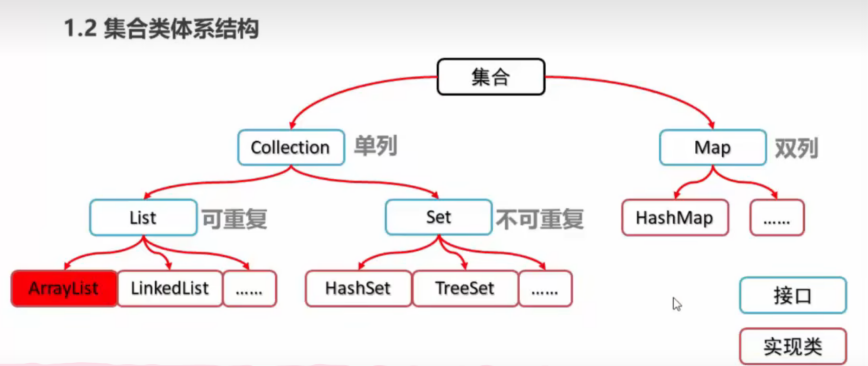 1.2 集合类体系结构
集合
Collection 单列
Map 双列
List 可重复
Set 不可重复
HashMap
......
ArrayList
LinkedList
......
HashSet
TreeSet
......
接口
实现类